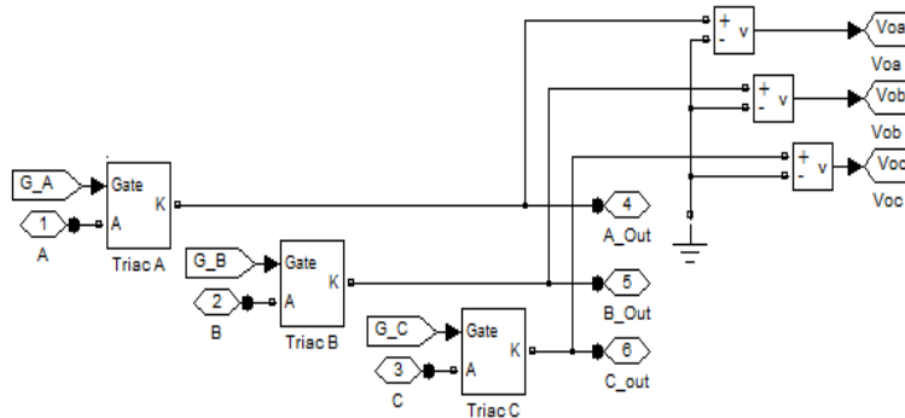 +
-
v
Voa
Voa
+
-
v
Vob
Vob
+
-
v
Voc
Voc
G_A
Gate
K
1
A
A
Triac A
4
A_Out
G_B
Gate
K
2
A
B
Triac B
5
B_Out
G_C
Gate
K
3
A
C
Triac C
6
C_out